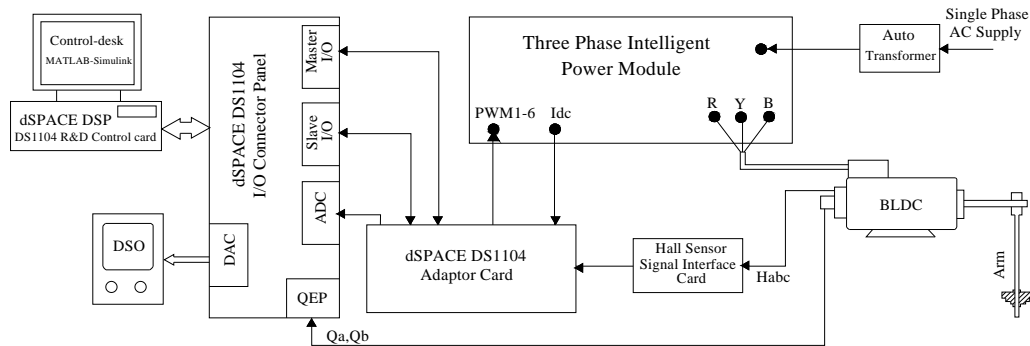 Control-desk
MATLAB-Simulink
dSPACE DSP
DS1104 R&D Control card
DSO
dSPACE DS1104
I/O Connector Panel
Master
I/O
Slave
I/O
ADC
DAC
QEP
Qa,Qb
dSPACE DS1104
Adaptor Card
Three Phase Intelligent
Power Module
PWM1-6
Idc
R
Y
B
Auto
Transformer
Single Phase
AC Supply
Hall Sensor
Signal Interface
Card
Habc
BLDC
Arm